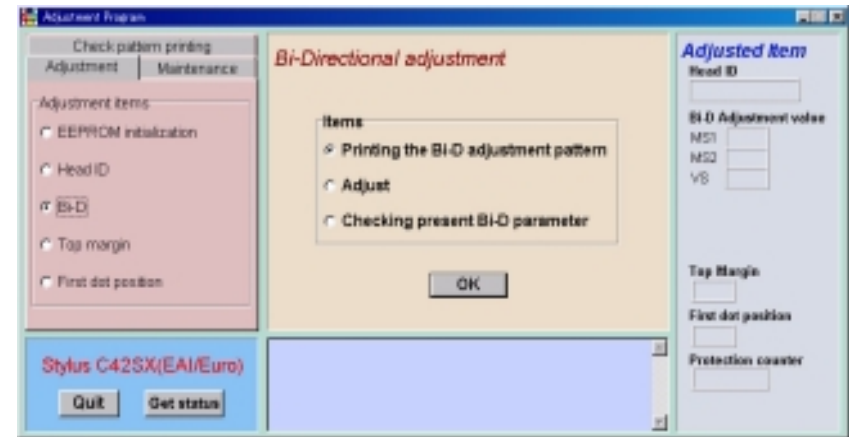 Adjustment Program
Check pattern printing
Adjustment
Maintenance
Adjustment items
EEPROM initialization
Head ID
Bi-D
Top margin
First dot position
Stylus C42SX(EAI/Euro)
Quit
Get status
Bi-Directional adjustment
Items
Printing the Bi-D adjustment pattern
Adjust
Checking present Bi-D parameter
OK
Adjusted Item
Head ID
Bi-D Adjustment value
MS1
MS2
VS
Top Margin
First dot position
Protection counter